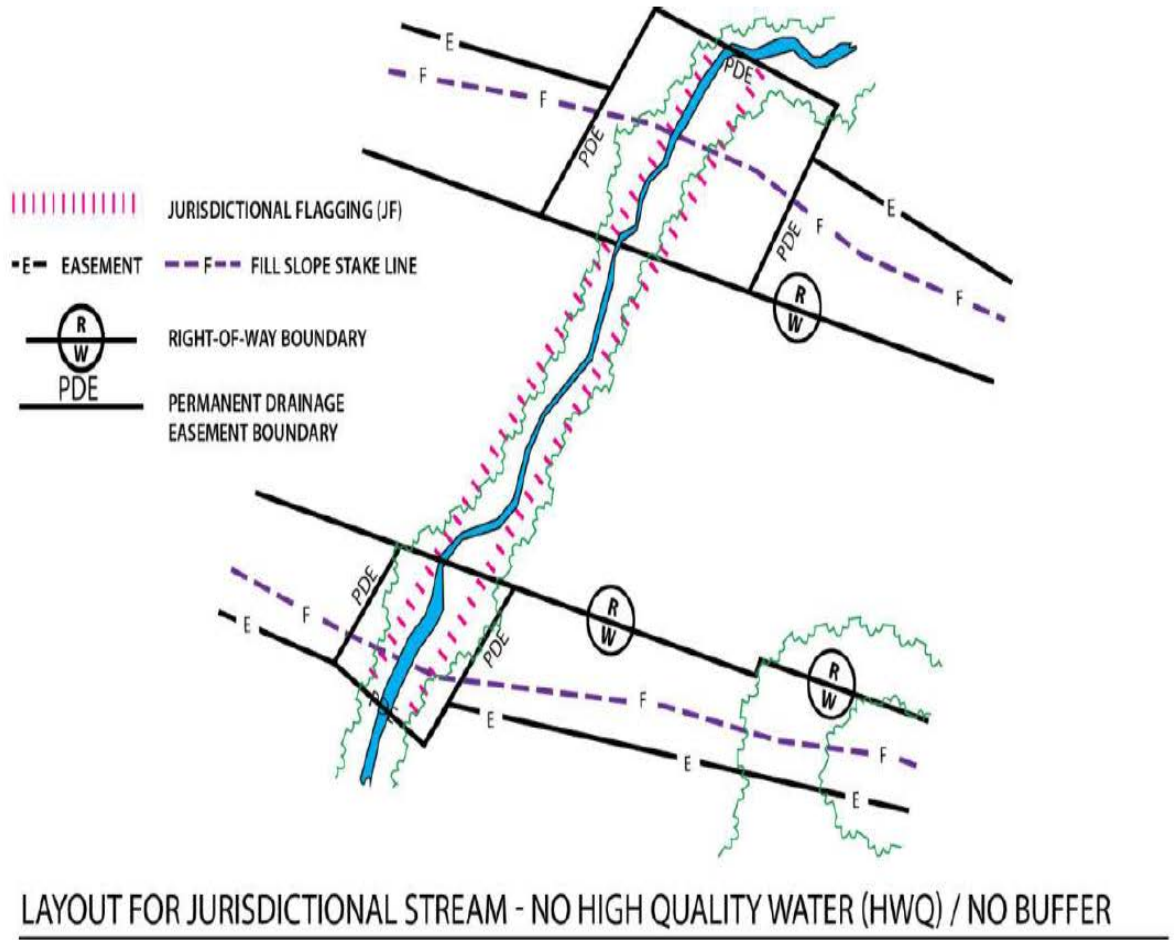 E
F
F
PDE
PDE
E
F
PDE
F
R
W
JURISDICTIONAL FLAGGING (JF)
E EASEMENT F FILL SLOPE STAKE LINE
R
W
RIGHT-OF-WAY BOUNDARY
PDE
PERMANENT DRAINAGE
EASEMENT BOUNDARY
PDE
F
E
PDE
PDE
R
W
E
F
R
W
F
E
E
LAYOUT FOR JURISDICTIONAL STREAM - NO HIGH QUALITY WATER (HWQ) / NO BUFFER